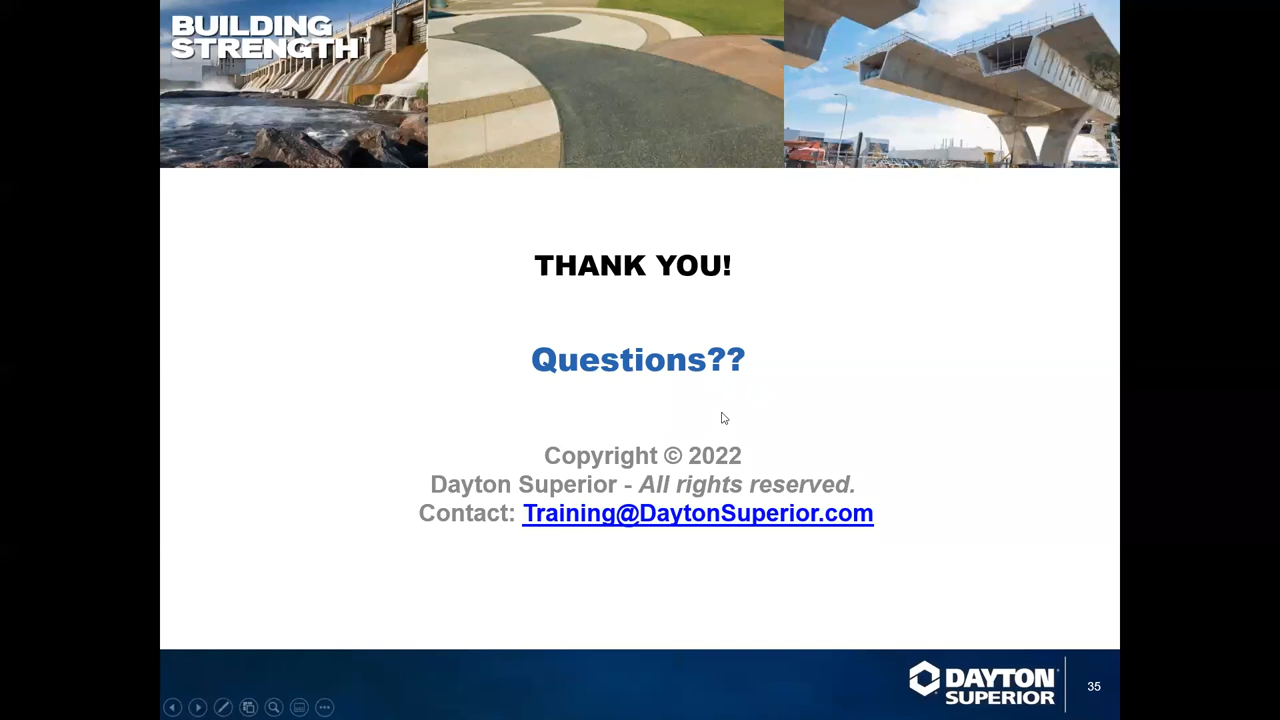 BUILDING
STRENGTH™
THANK YOU!
Questions??
Copyright © 2022
Dayton Superior - All rights reserved.
Contact: Training@DaytonSuperior.com
DAYTON
SUPERIOR
35